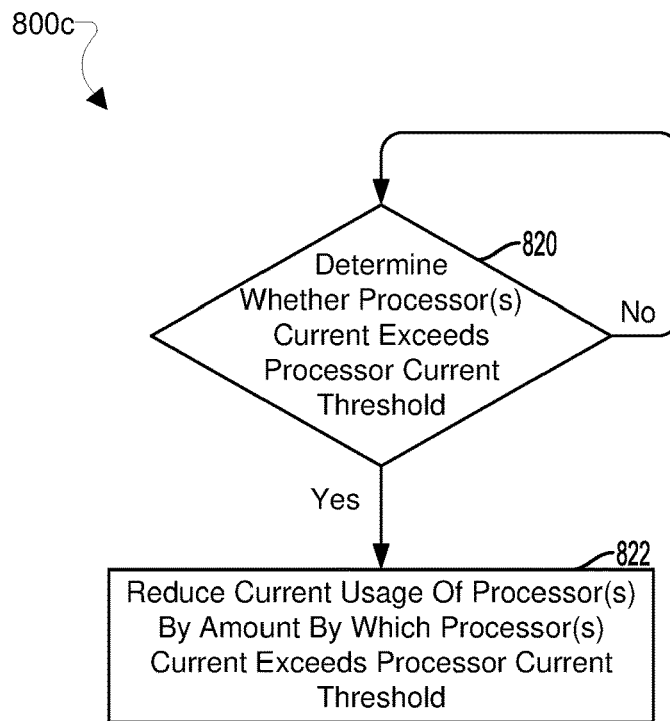 800c
820
Determine
Whether Processor(s)
Current Exceeds
Processor Current
Threshold
No
Yes
822
Reduce Current Usage Of Processor(s)
By Amount By Which Processor(s)
Current Exceeds Processor Current
Threshold